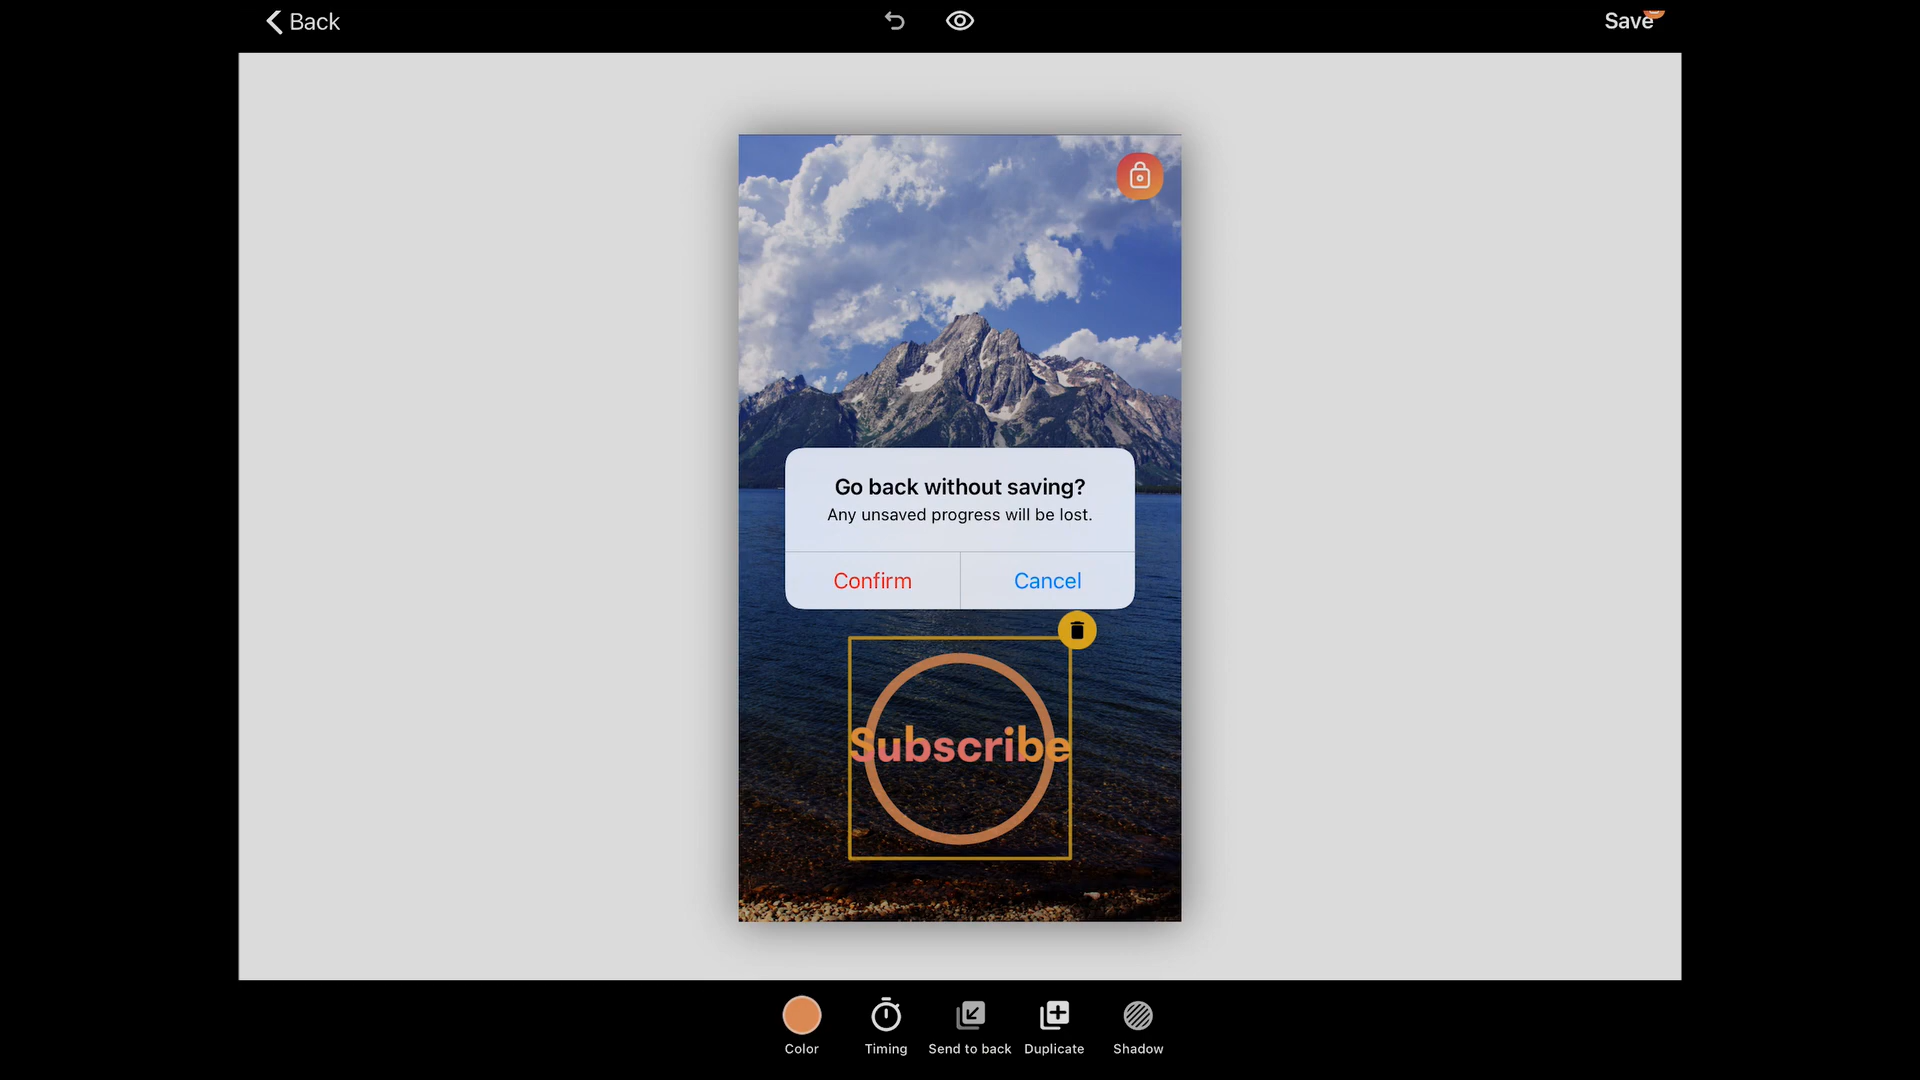 Back
Save
Go back without saving?
Any unsaved progress will be lost.
Confirm
Cancel
Subscribe
Color
Timing
Send to back
Duplicate
Shadow